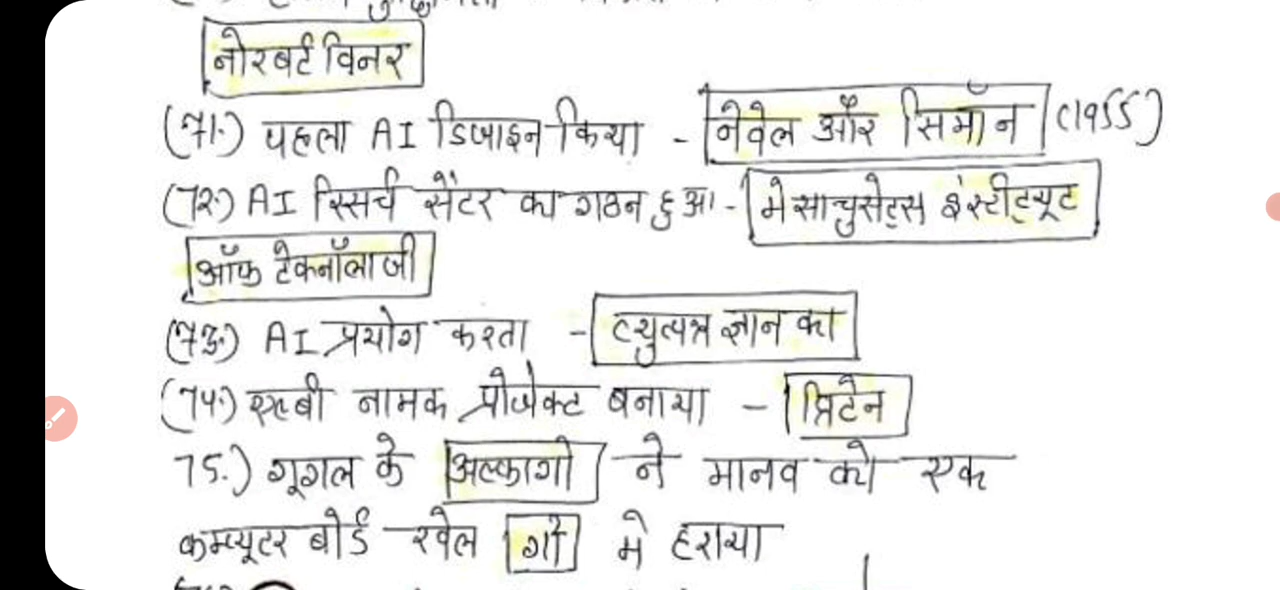 नोरबर्ट विनर
(71.) पहला AI डिजाइन किया - नेवेल और सिमॉन (1955)
(72.) AI रिसर्च सेंटर का गठन हुआ - मेसाचुसेट्स इंस्टीट्यूट
ऑफ टेक्नॉलाजी
(73.) AI प्रयोग करता - व्युत्पन्न ज्ञान का
(74.) रूबी नामक प्रोजेक्ट बनाया - ब्रिटेन
75.) गूगल के अल्फागो ने मानव को एक
कम्प्यूटर बोर्ड खेल गो मे हराया